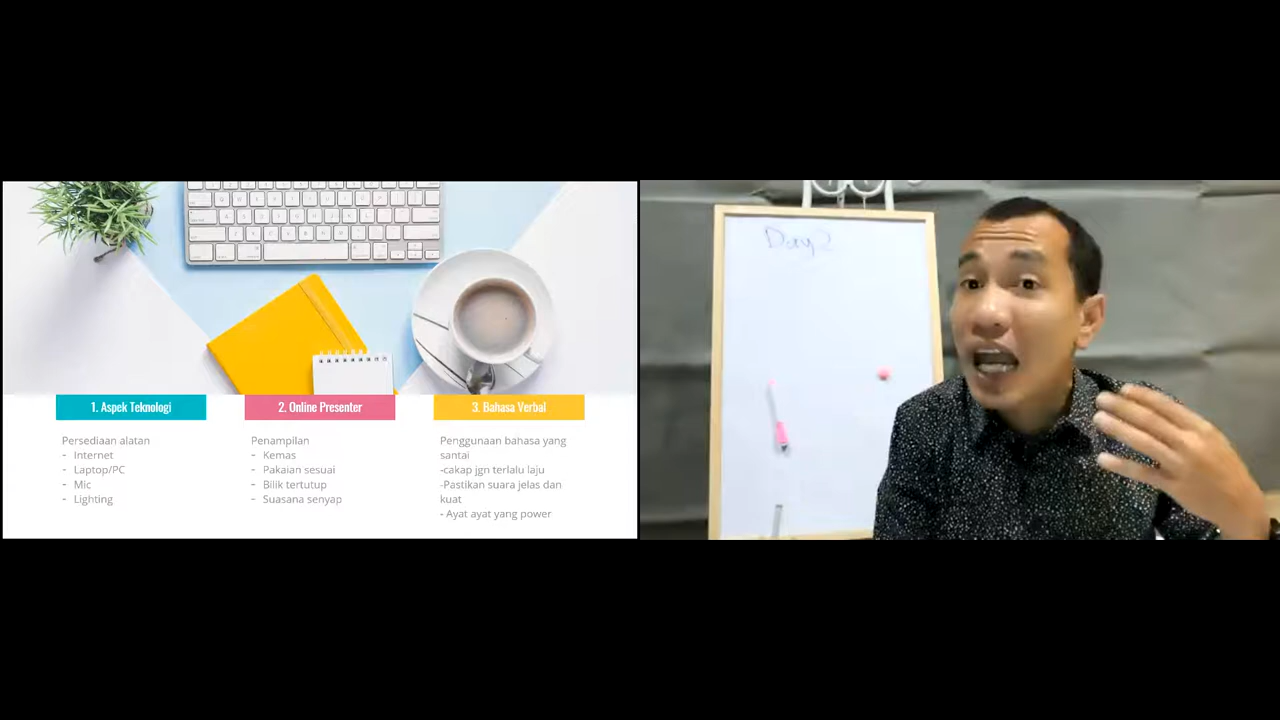 1. Aspek Teknologi
Persediaan alatan
- Internet
- Laptop/PC
- Mic
- Lighting
2. Online Presenter
Penampilan
- Kemas
- Pakaian sesuai
- Bilik tertutup
- Suasana senyap
3. Bahasa Verbal
Penggunaan bahasa yang
santai
-cakap jgn terlalu laju
-Pastikan suara jelas dan
kuat
- Ayat ayat yang power
Day 2